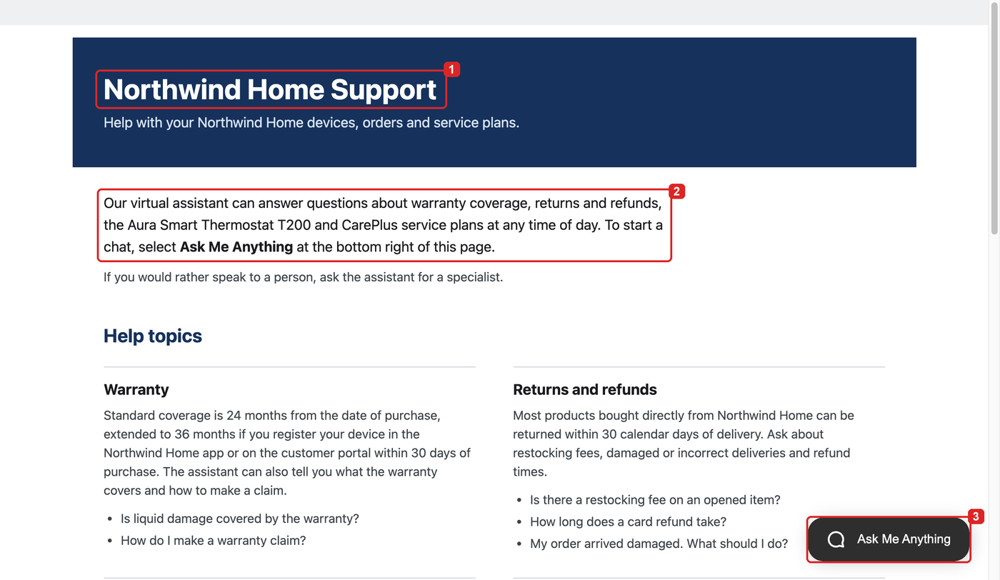 Northwind Home Support
1
Help with your Northwind Home devices, orders and service plans.
2
Our virtual assistant can answer questions about warranty coverage, returns and refunds,
the Aura Smart Thermostat T200 and CarePlus service plans at any time of day. To start a
chat, select Ask Me Anything at the bottom right of this page.
If you would rather speak to a person, ask the assistant for a specialist.
Help topics
Warranty
Standard coverage is 24 months from the date of purchase,
extended to 36 months if you register your device in the
Northwind Home app or on the customer portal within 30 days of
purchase. The assistant can also tell you what the warranty
covers and how to make a claim.
• Is liquid damage covered by the warranty?
• How do I make a warranty claim?
Returns and refunds
Most products bought directly from Northwind Home can be
returned within 30 calendar days of delivery. Ask about
restocking fees, damaged or incorrect deliveries and refund
times.
• Is there a restocking fee on an opened item?
• How long does a card refund take?
• My order arrived damaged. What should I do?
3
Ask Me Anything